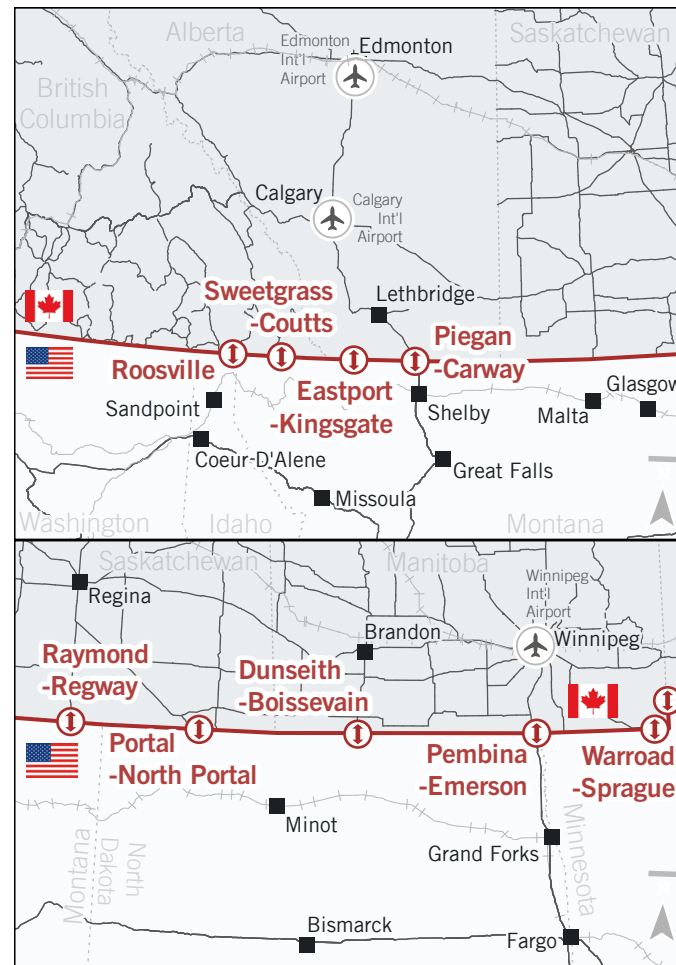 Alberta
Saskatchewan
Edmonton
Int'l
Airport
Edmonton
British
Columbia
Calgary
Calgary
Int'l
Airport
Sweetgrass
-Coutts
Lethbridge
Piegan
-Carway
Roosville
Eastport
-Kingsgate
Sandpoint
Shelby
Malta
Glasgow
Coeur-D'Alene
Great Falls
Missoula
Washington
Idaho
Montana
Saskatchewan
Manitoba
Regina
Winnipeg
Int'l
Airport
Brandon
Winnipeg
Raymond
-Regway
Dunseith
-Boissevain
Portal
-North Portal
Pembina
-Emerson
Warroad
-Sprague
Minot
Montana
North
Dakota
Grand Forks
Minnesota
Bismarck
Fargo